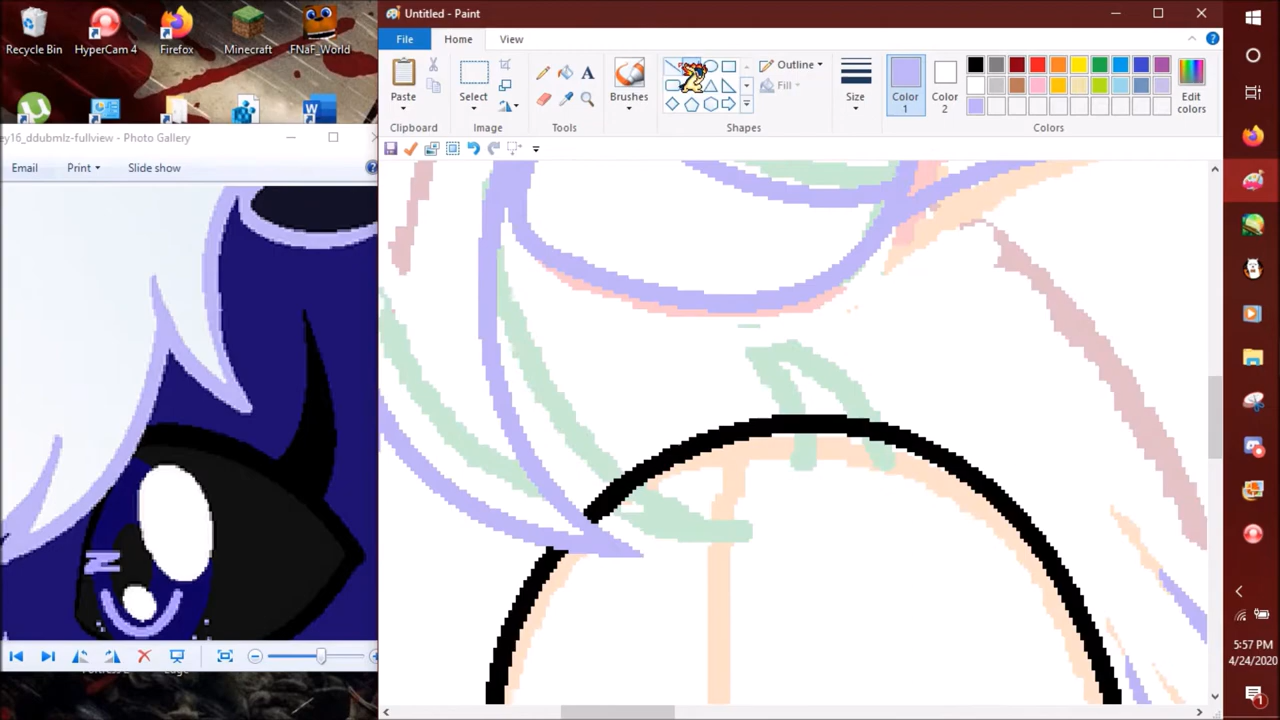 Recycle Bin
HyperCam 4
Firefox
Minecraft
FNaF_World
ey16_ddubmlz-fullview - Photo Gallery
Email
Print
Slide show
Untitled - Paint
File
Home
View
Paste
Select
Brushes
Outline
Fill
Size
Color
1
Color
2
Edit
colors
Clipboard
Image
Tools
Shapes
Colors
5:57 PM
4/24/2020